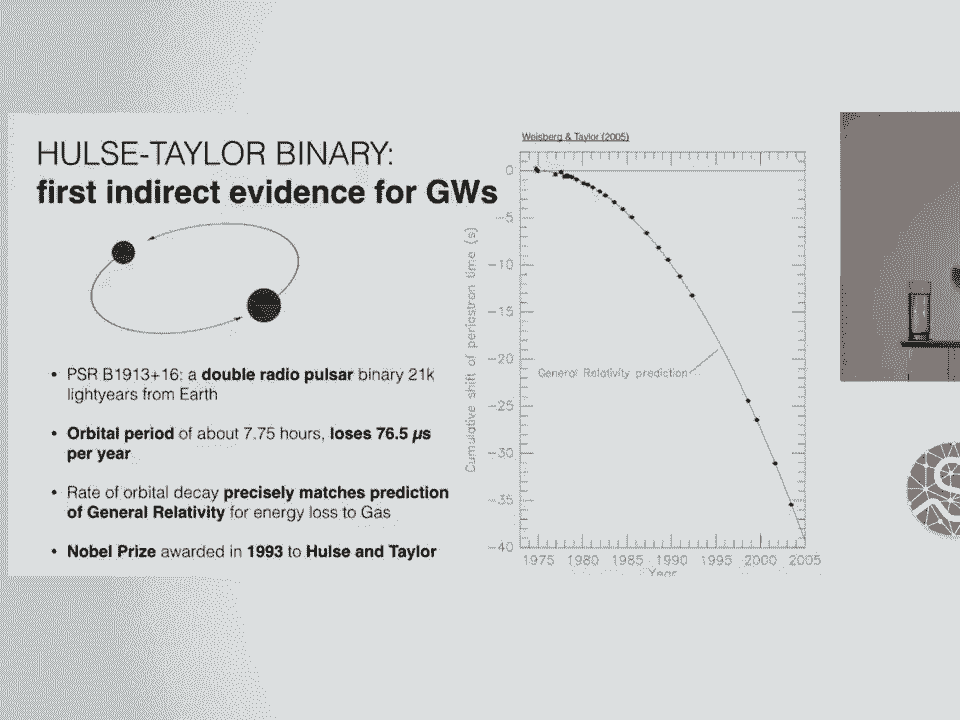 HULSE-TAYLOR BINARY:
first indirect evidence for GWs
• PSR B1913+16: a double radio pulsar binary 21k
lightyears from Earth
• Orbital period of about 7.75 hours, loses 76.5 µs
per year
• Rate of orbital decay precisely matches prediction
of General Relativity for energy loss to Gas
• Nobel Prize awarded in 1993 to Hulse and Taylor
Weisberg & Taylor (2005)
Cumulative shift of periastron time (s)
0
-5
-10
-15
-20
-25
-30
-35
-40
General Relativity prediction
1975 1980 1985 1990 1995 2000 2005
Year